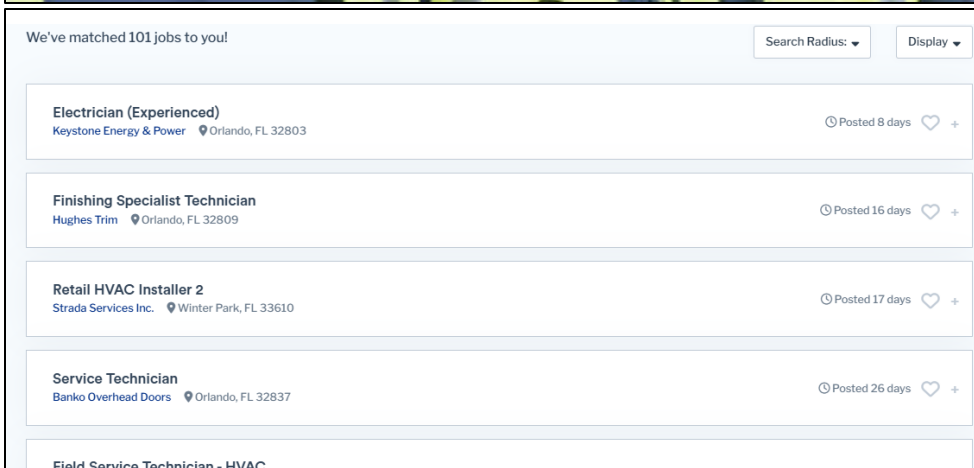 We've matched 101 jobs to you!
Search Radius:
Display
Electrician (Experienced)
Keystone Energy & Power Orlando, FL 32803
Posted 8 days
+
Finishing Specialist Technician
Hughes Trim Orlando, FL 32809
Posted 16 days
+
Retail HVAC Installer 2
Strada Services Inc. Winter Park, FL 33610
Posted 17 days
+
Service Technician
Banko Overhead Doors Orlando, FL 32837
Posted 26 days
+
Field Service Technician - HVAC